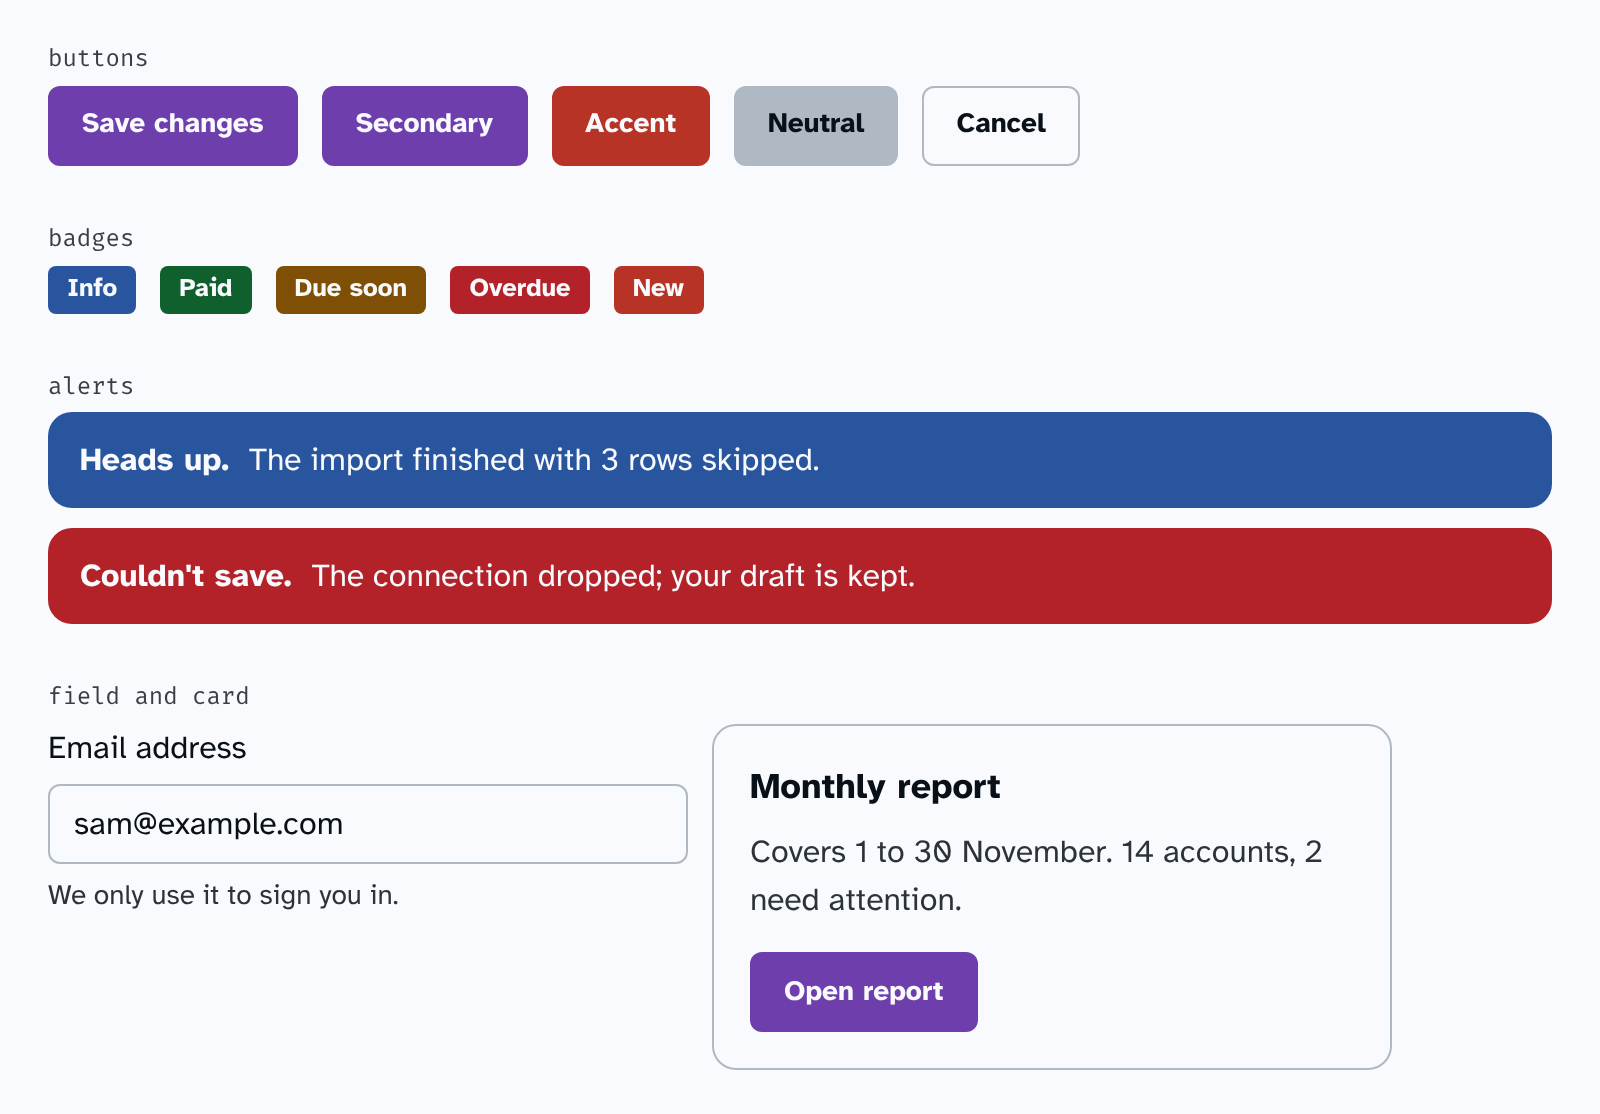 buttons
Save changes Secondary Accent Neutral Cancel
badges
Info Paid Due soon Overdue New
alerts
Heads up. The import finished with 3 rows skipped.
Couldn't save. The connection dropped; your draft is kept.
field and card
Email address
sam@example.com
We only use it to sign you in.
Monthly report
Covers 1 to 30 November. 14 accounts, 2
need attention.
Open report